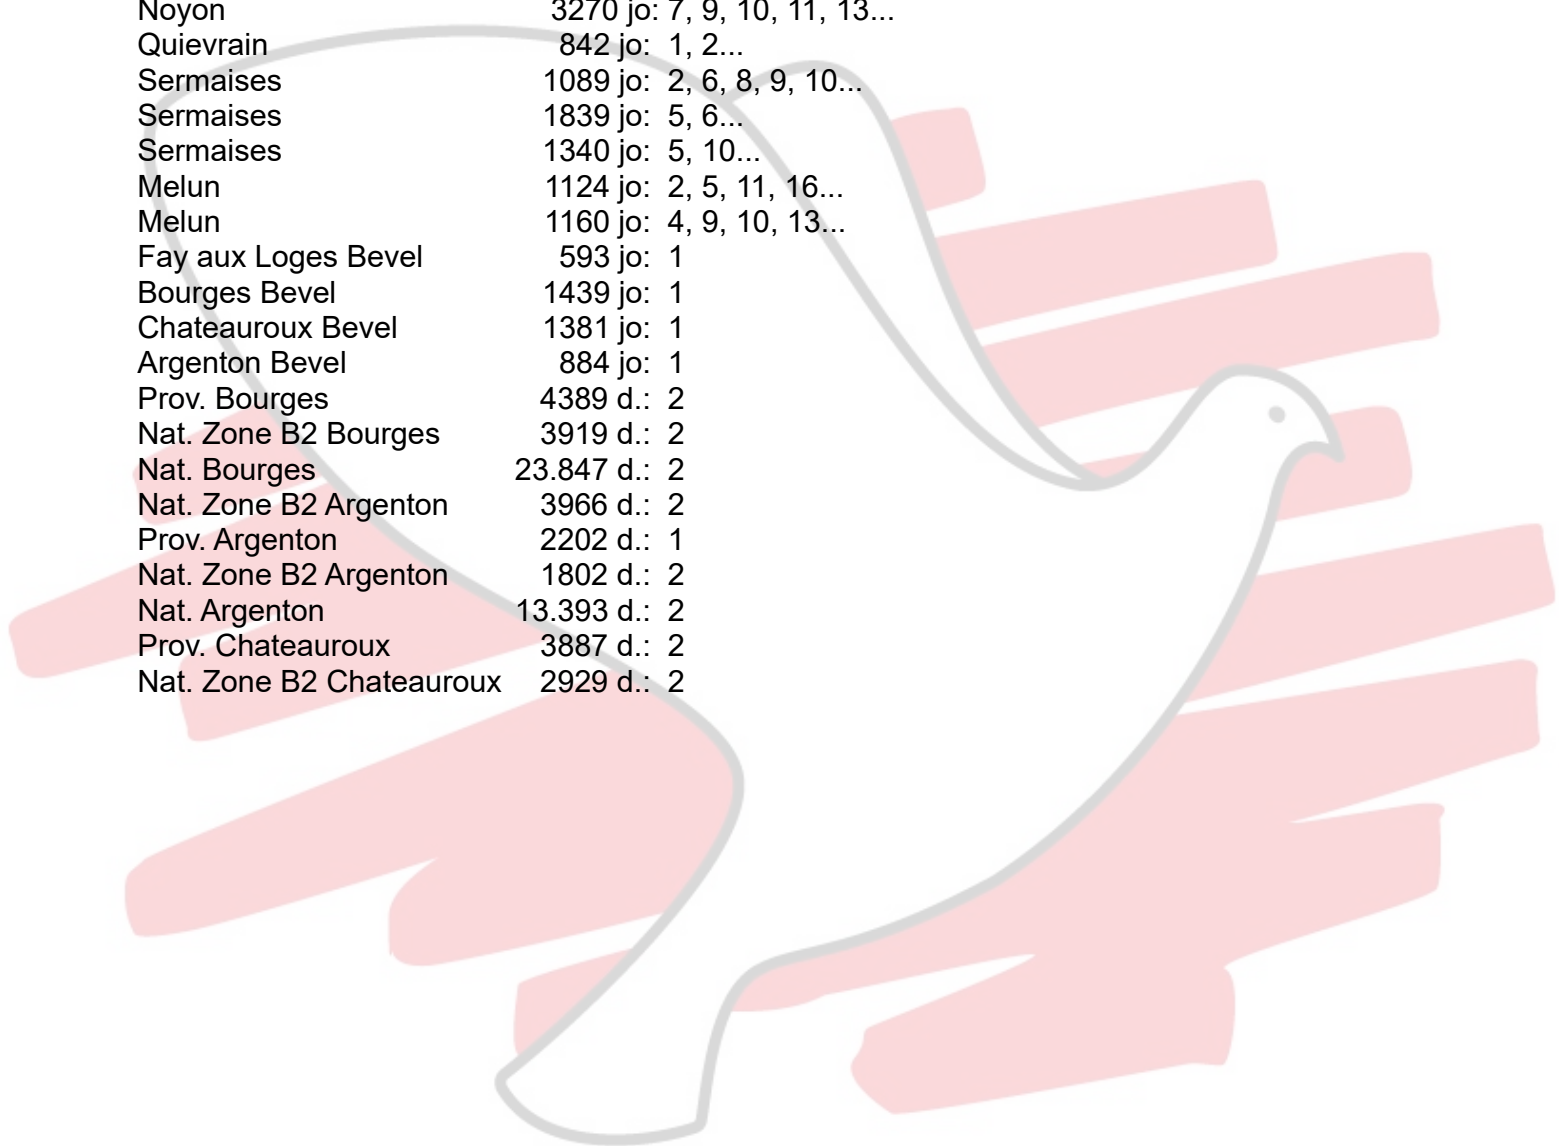 Noyon 3270 jo: 7, 9, 10, 11, 13...
Quievrain 842 jo: 1, 2...
Sermaises 1089 jo: 2, 6, 8, 9, 10...
Sermaises 1839 jo: 5, 6...
Sermaises 1340 jo: 5, 10...
Melun 1124 jo: 2, 5, 11, 16...
Melun 1160 jo: 4, 9, 10, 13...
Fay aux Loges Bevel 593 jo: 1
Bourges Bevel 1439 jo: 1
Chateauroux Bevel 1381 jo: 1
Argenton Bevel 884 jo: 1
Prov. Bourges 4389 d.: 2
Nat. Zone B2 Bourges 3919 d.: 2
Nat. Bourges 23.847 d.: 2
Nat. Zone B2 Argenton 3966 d.: 2
Prov. Argenton 2202 d.: 1
Nat. Zone B2 Argenton 1802 d.: 2
Nat. Argenton 13.393 d.: 2
Prov. Chateauroux 3887 d.: 2
Nat. Zone B2 Chateauroux 2929 d.: 2